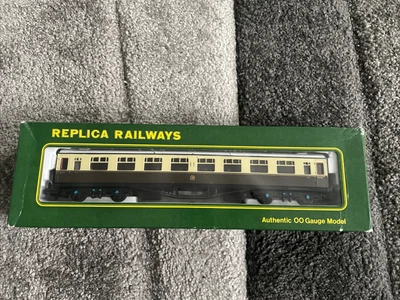 REPLICA RAILWAYS
Authentic OO Gauge Model